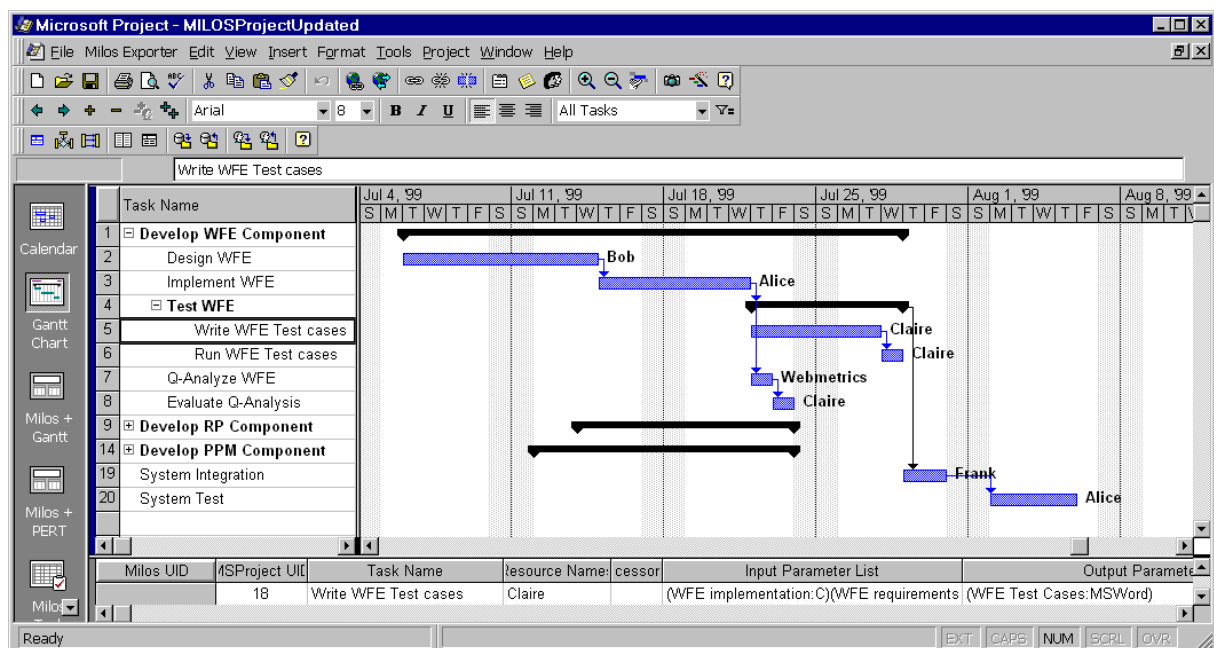 Microsoft Project - MILOSProjectUpdated
File Milos Exporter Edit View Insert Format Tools Project Window Help
Arial 8 B I U All Tasks
Write WFE Test cases
Task Name
Jul 4, '99 Jul 11, '99 Jul 18, '99 Jul 25, '99 Aug 1, '99 Aug 8, '99
S M T W T F S S M T W T F S S M T W T F S S M T W T F S S M T W T F S S M T
Calendar
Gantt Chart
Milos + Gantt
Milos + PERT
1 Develop WFE Component
2 Design WFE Bob
3 Implement WFE Alice
4 Test WFE
5 Write WFE Test cases Claire
6 Run WFE Test cases Claire
7 Q-Analyze WFE Webmetrics
8 Evaluate Q-Analysis Claire
9 Develop RP Component
14 Develop PPM Component
19 System Integration Frank
20 System Test Alice
Milos UID MSProject UID Task Name Resource Name: cessor Input Parameter List Output Paramete
18 Write WFE Test cases Claire (WFE implementation:C)(WFE requirements (WFE Test Cases:MSWord)
Milos
Ready EXT CAPS NUM SCRL OVR